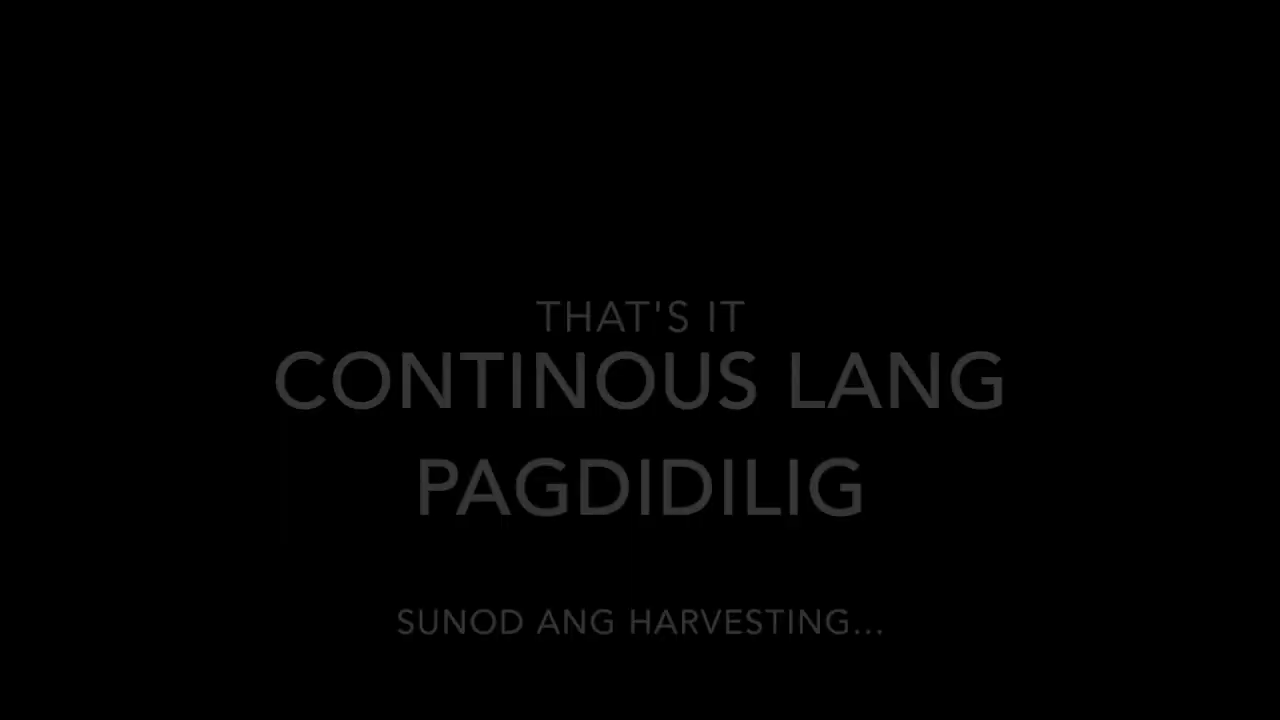 THAT'S IT
CONTINOUS LANG
PAGDIDILIG
SUNOD ANG HARVESTING...